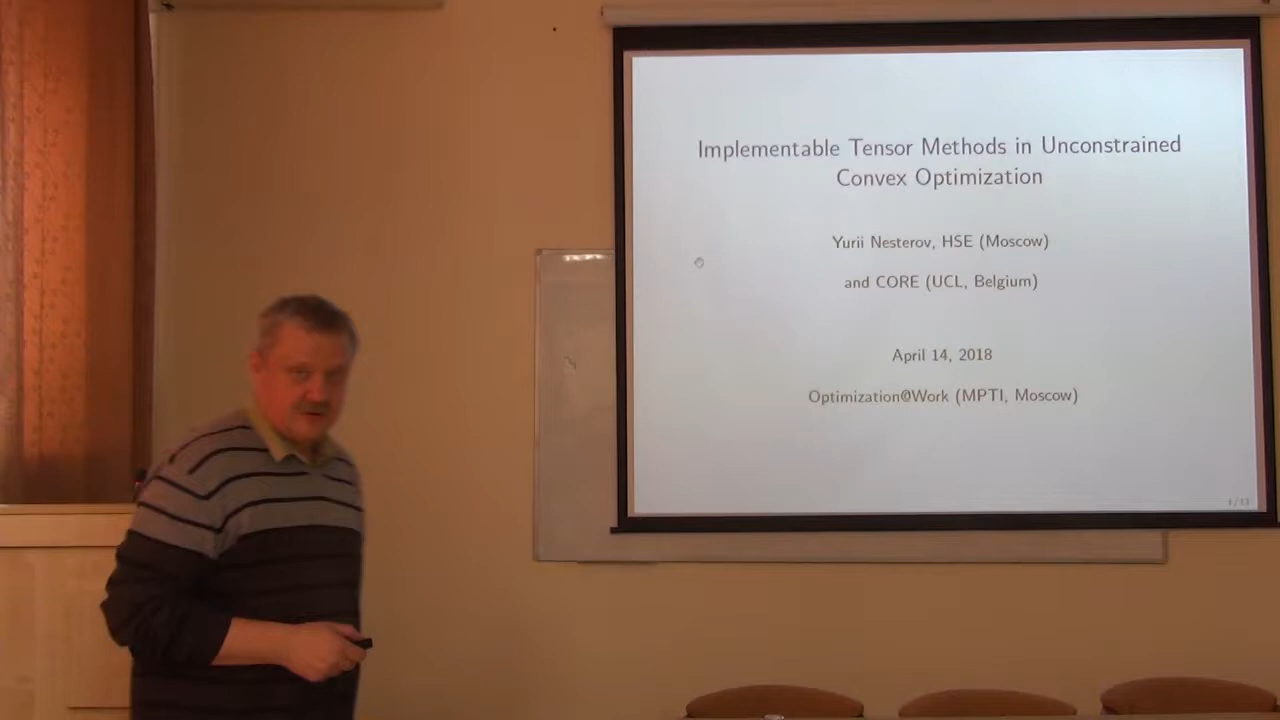 Implementable Tensor Methods in Unconstrained
Convex Optimization
Yurii Nesterov, HSE (Moscow)
and CORE (UCL, Belgium)
April 14, 2018
Optimization@Work (MPTI, Moscow)